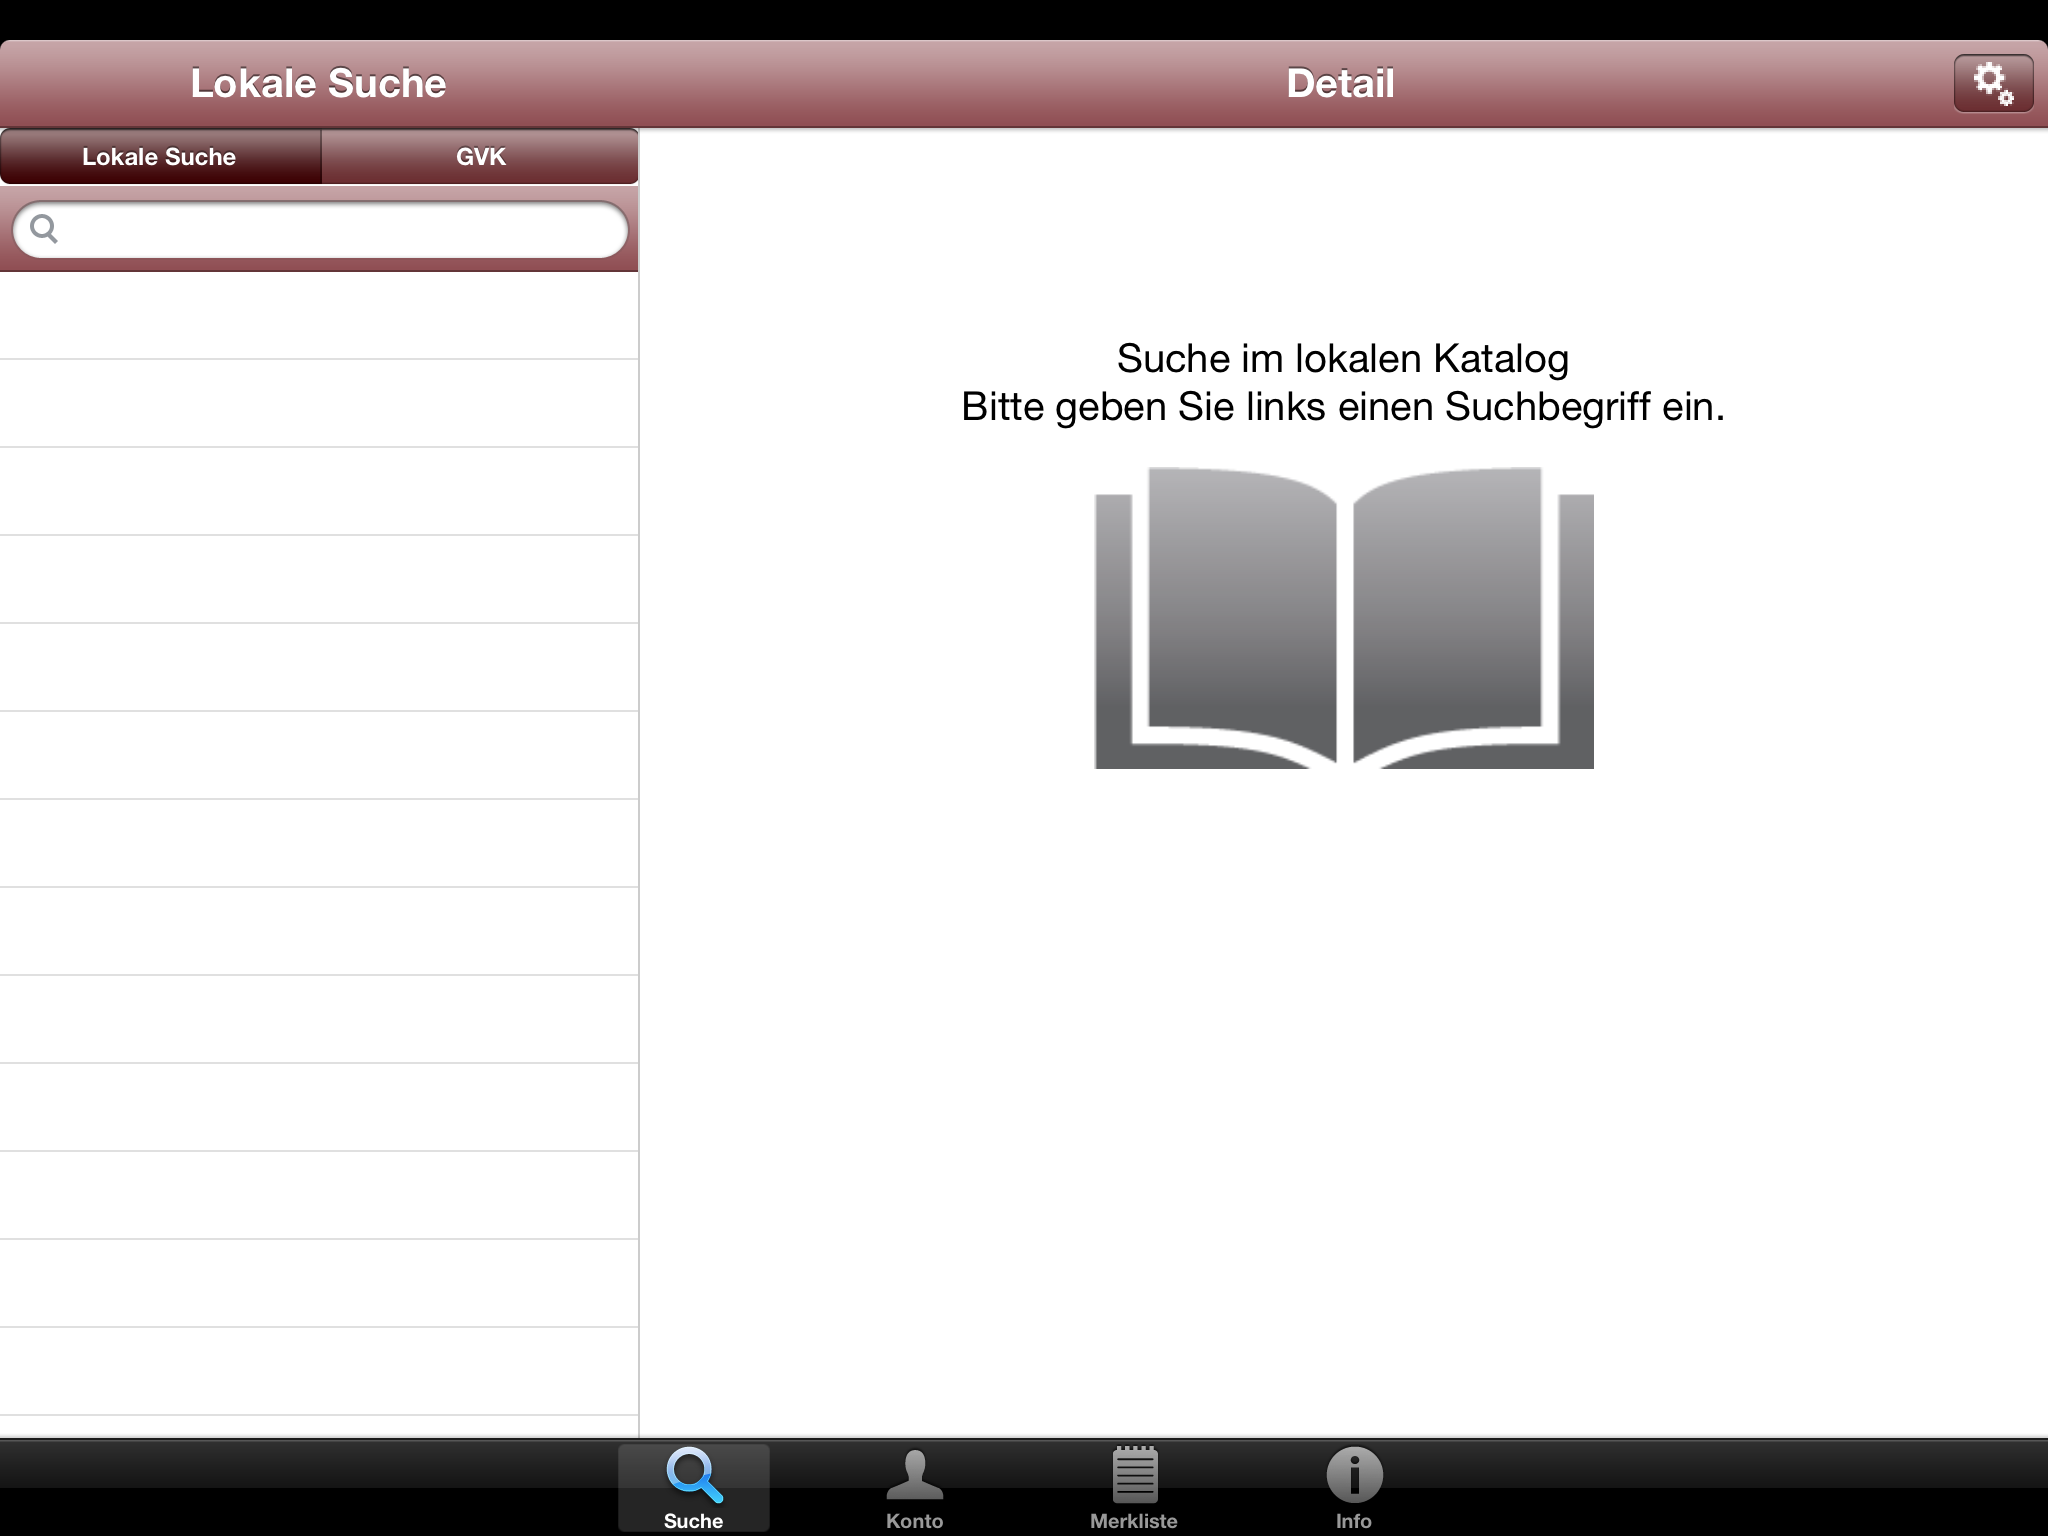 Lokale Suche
Detail
Lokale Suche
GVK
Suche im lokalen Katalog
Bitte geben Sie links einen Suchbegriff ein.
Suche
Konto
Merkliste
Info